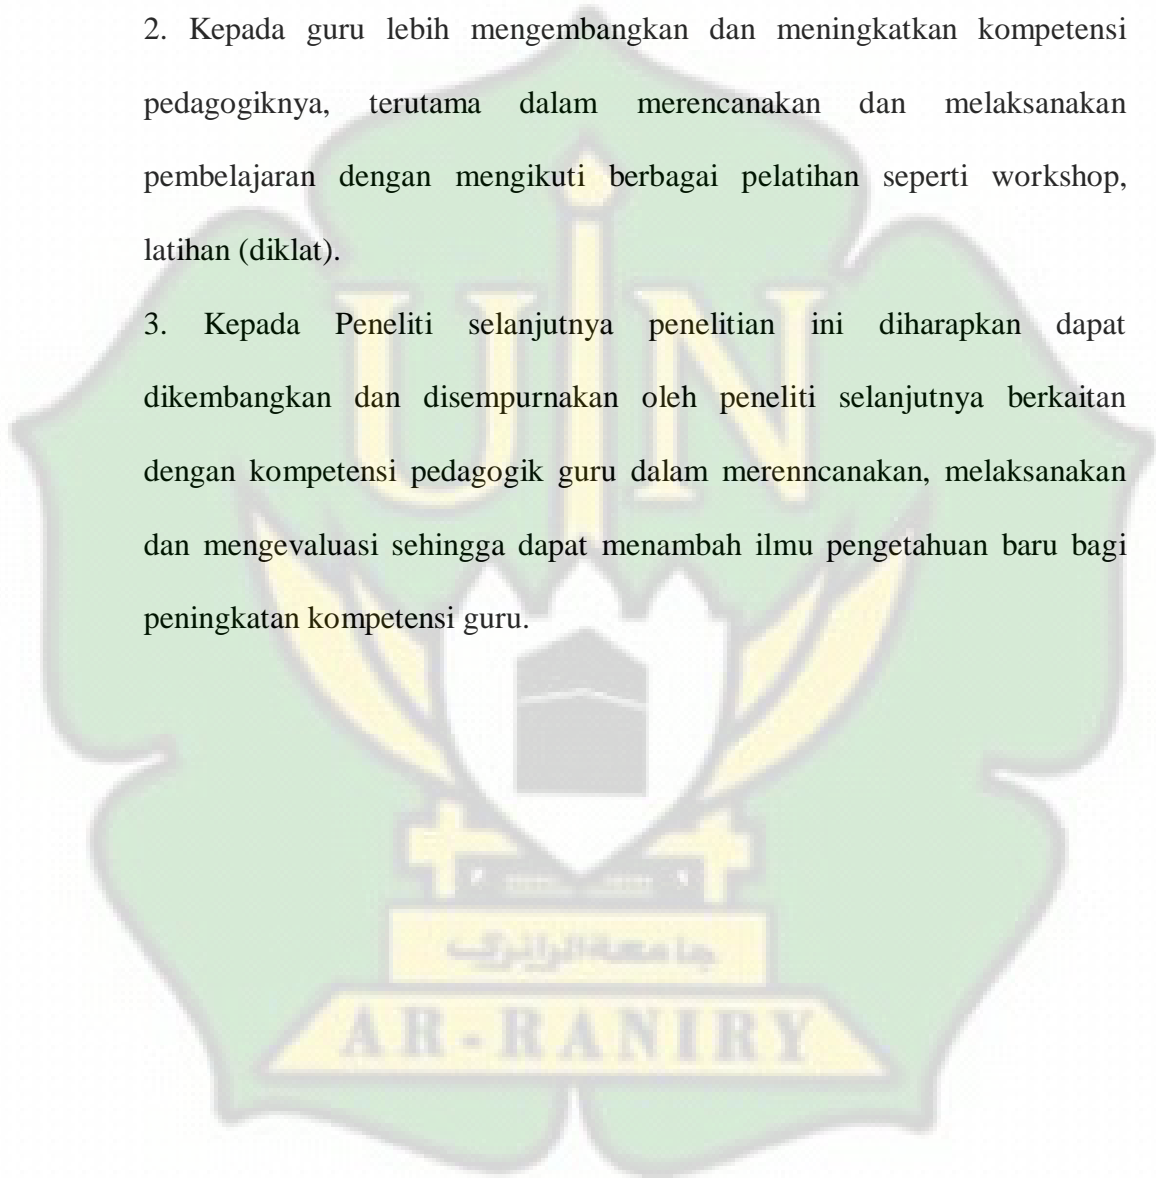 2. Kepada guru lebih mengembangkan dan meningkatkan kompetensi
pedagogiknya, terutama dalam merencanakan dan melaksanakan
pembelajaran dengan mengikuti berbagai pelatihan seperti workshop,
latihan (diklat).
3. Kepada Peneliti selanjutnya penelitian ini diharapkan dapat
dikembangkan dan disempurnakan oleh peneliti selanjutnya berkaitan
dengan kompetensi pedagogik guru dalam merenncanakan, melaksanakan
dan mengevaluasi sehingga dapat menambah ilmu pengetahuan baru bagi
peningkatan kompetensi guru.
UIN
جامعة الرانري
AR-RANIRY